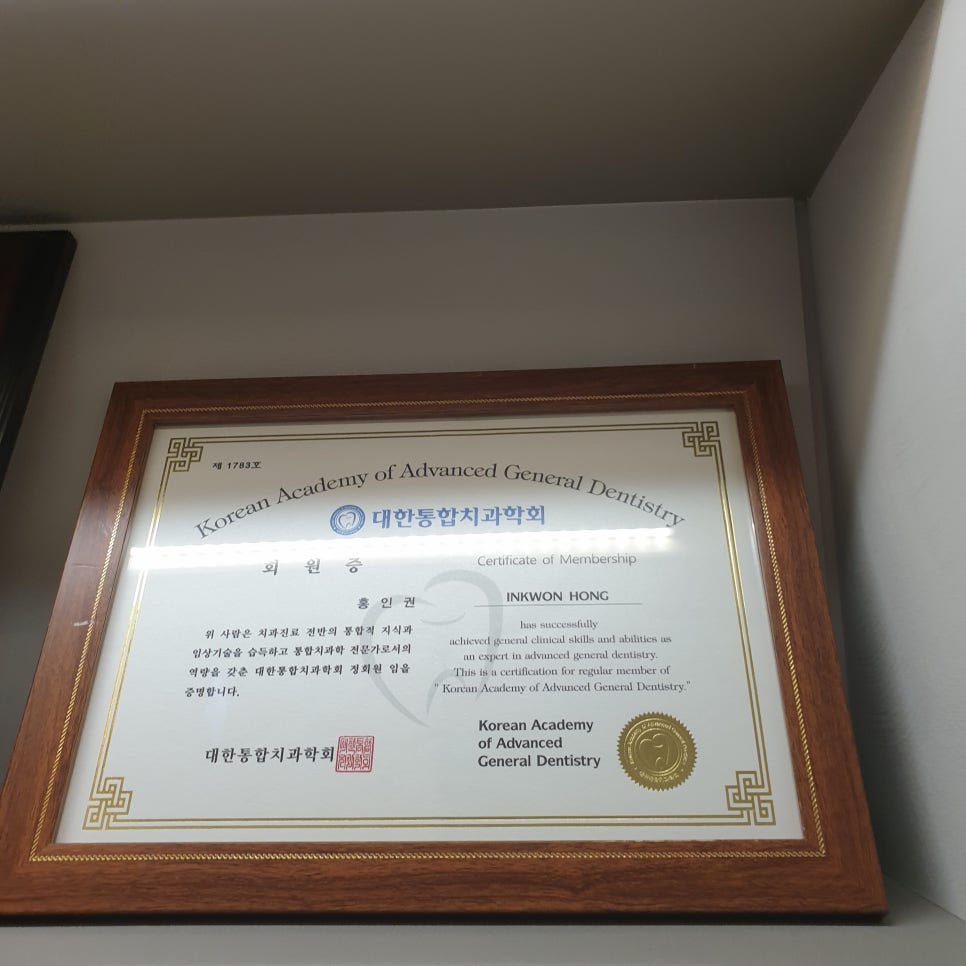 제 1783호
Korean Academy of Advanced General Dentistry
대한통합치과학회
회 원 증
홍 인 권
위 사람은 치과진료 전반의 통합적 지식과
임상기술을 습득하고 통합치과학 전문가로서의
역량을 갖춘 대한통합치과학회 정회원 임을
증명합니다.
대한통합치과학회
Certificate of Membership
INKWON HONG
has successfully
achieved general clinical skills and abilities as
an expert in advanced general dentistry.
This is a certification for regular member of
" Korean Academy of Advanced General Dentistry."
Korean Academy
of Advanced
General Dentistry